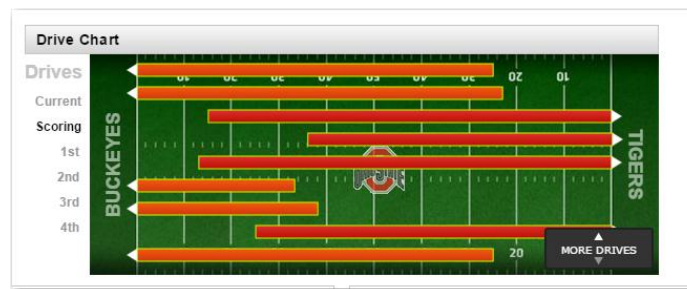 Drive Chart
Drives
Current
Scoring
1st
2nd
3rd
4th
BUCKEYES
TIGERS
20
10
20
MORE DRIVES